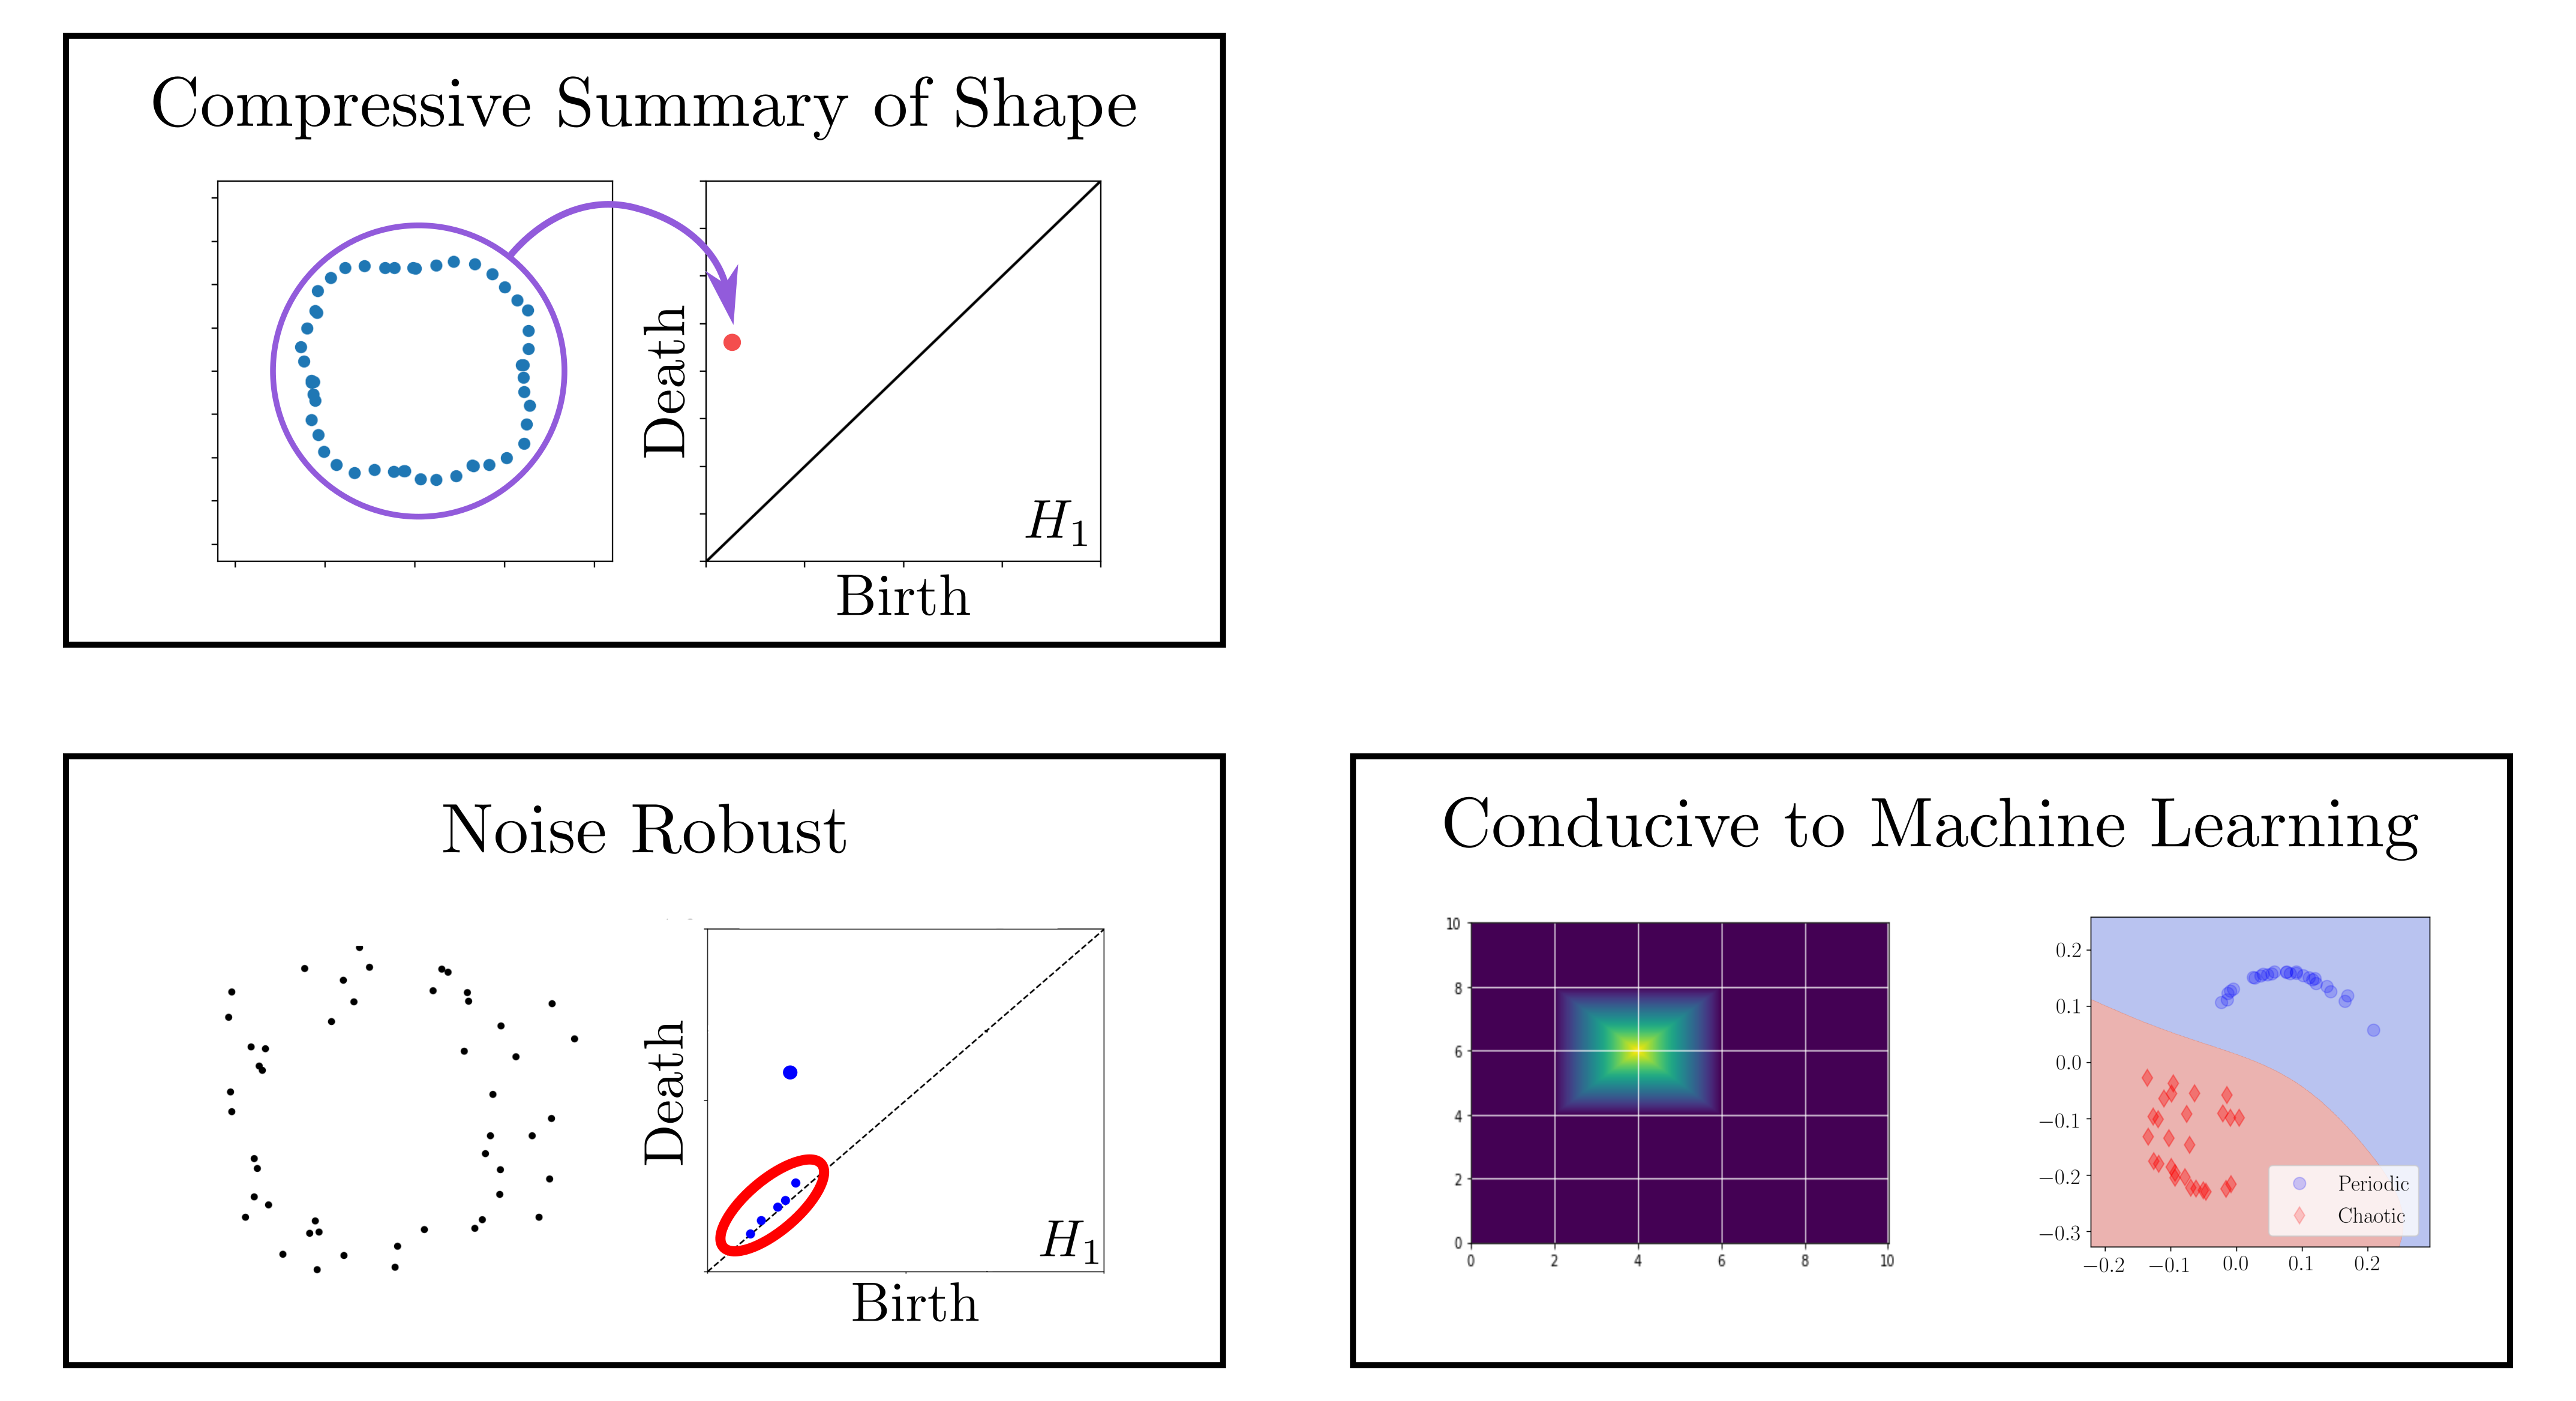 Compressive Summary of Shape
Death
H₁
Birth
Noise Robust
Death
H₁
Birth
Conducive to Machine Learning
10
8
6
4
2
0
0 2 4 6 8 10
0.2
0.1
0.0
−0.1
−0.2
−0.3
Periodic
Chaotic
−0.2 −0.1 0.0 0.1 0.2